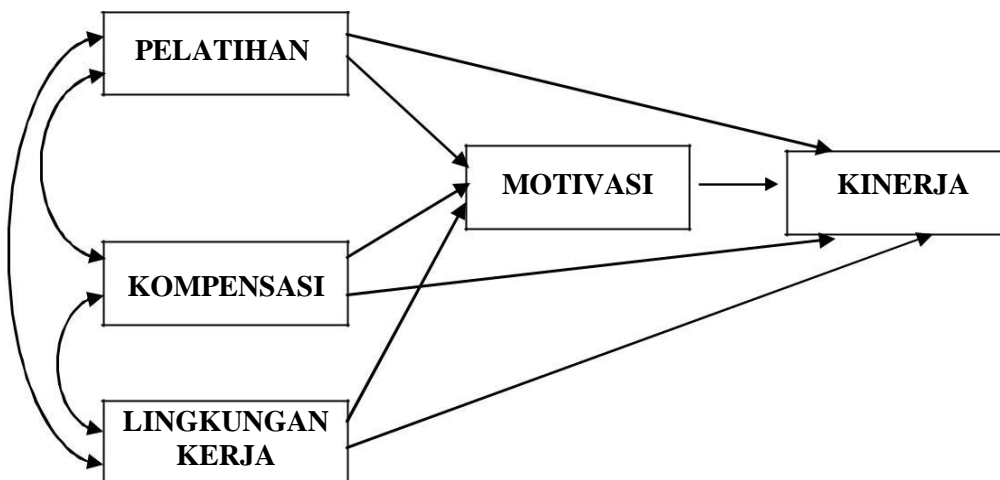 PELATIHAN
MOTIVASI
KINERJA
KOMPENSASI
LINGKUNGAN
KERJA